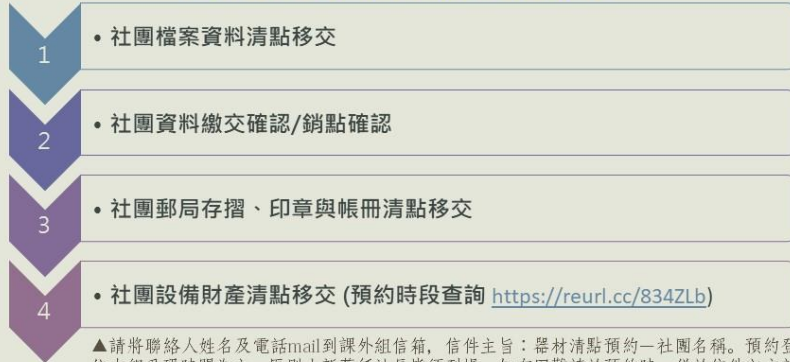 1
• 社團檔案資料清點移交
2
• 社團資料繳交確認/銷點確認
3
• 社團郵局存摺、印章與帳冊清點移交
4
• 社團設備財產清點移交 (預約時段查詢 https://reurl.cc/834ZLb)
▲請將聯絡人姓名及電話mail到課外組信箱，信件主旨：器材清點預約—社團名稱。預約登